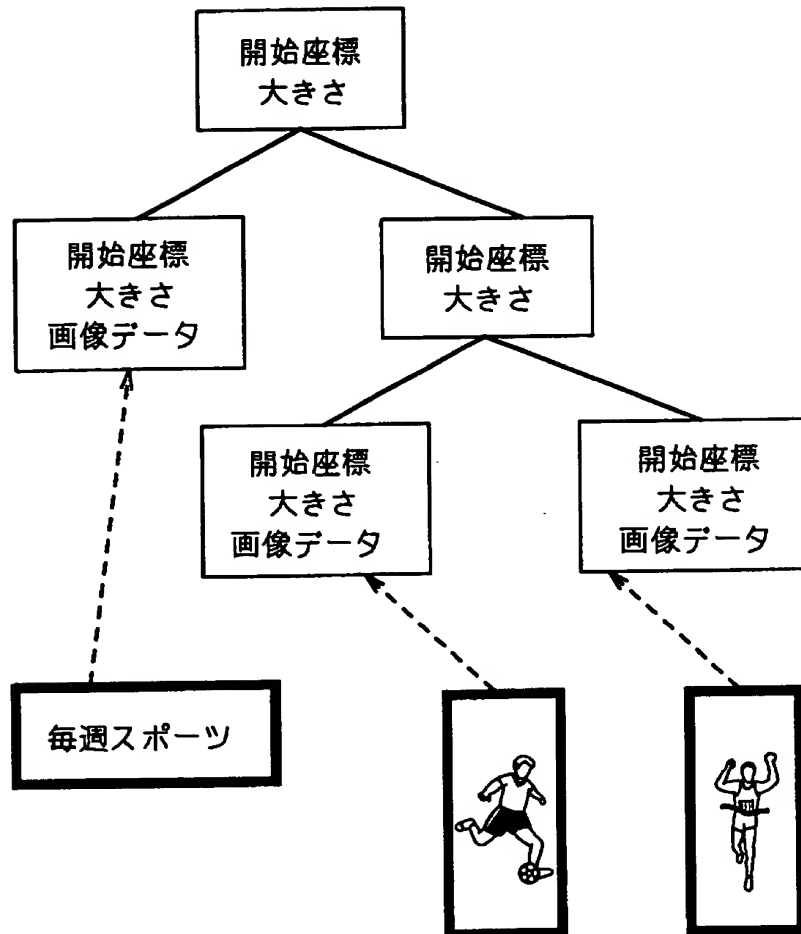 開始座標
大きさ
開始座標
大きさ
画像データ
開始座標
大きさ
開始座標
大きさ
画像データ
開始座標
大きさ
画像データ
毎週スポーツ